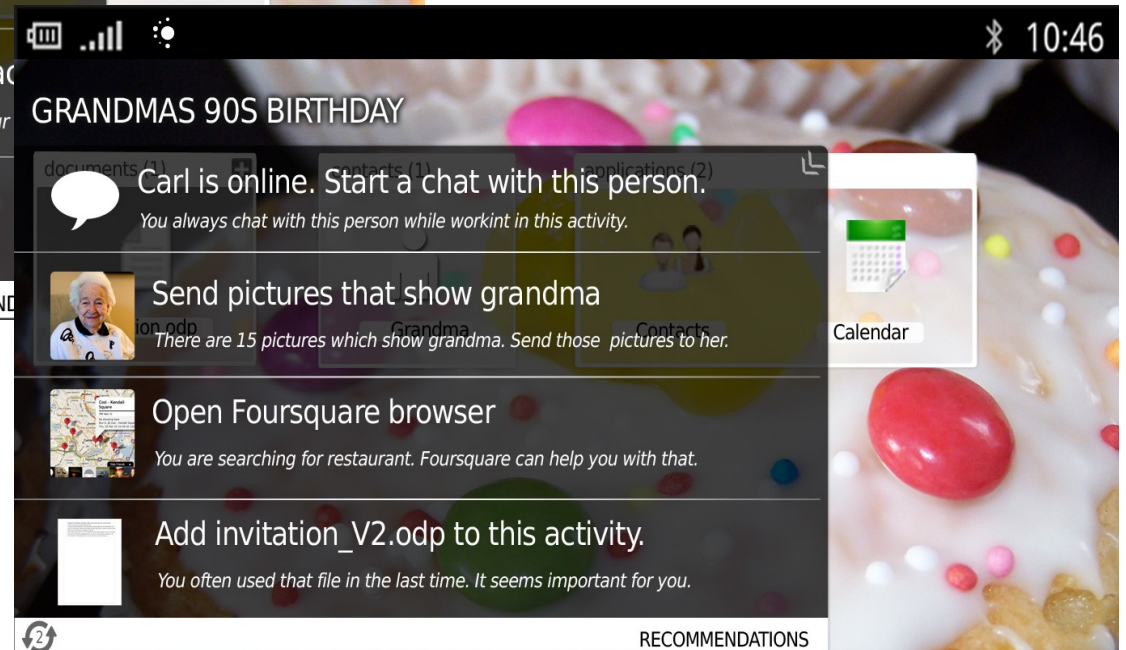 10:46
GRANDMAS 90S BIRTHDAY
documents (1) contacts (1) applications (2)
Carl is online. Start a chat with this person.
You always chat with this person while workint in this activity.
Send pictures that show grandma
ion.odp Grandma Contacts Calendar
There are 15 pictures which show grandma. Send those pictures to her.
Open Foursquare browser
You are searching for restaurant. Foursquare can help you with that.
Add invitation_V2.odp to this activity.
You often used that file in the last time. It seems important for you.
2
RECOMMENDATIONS